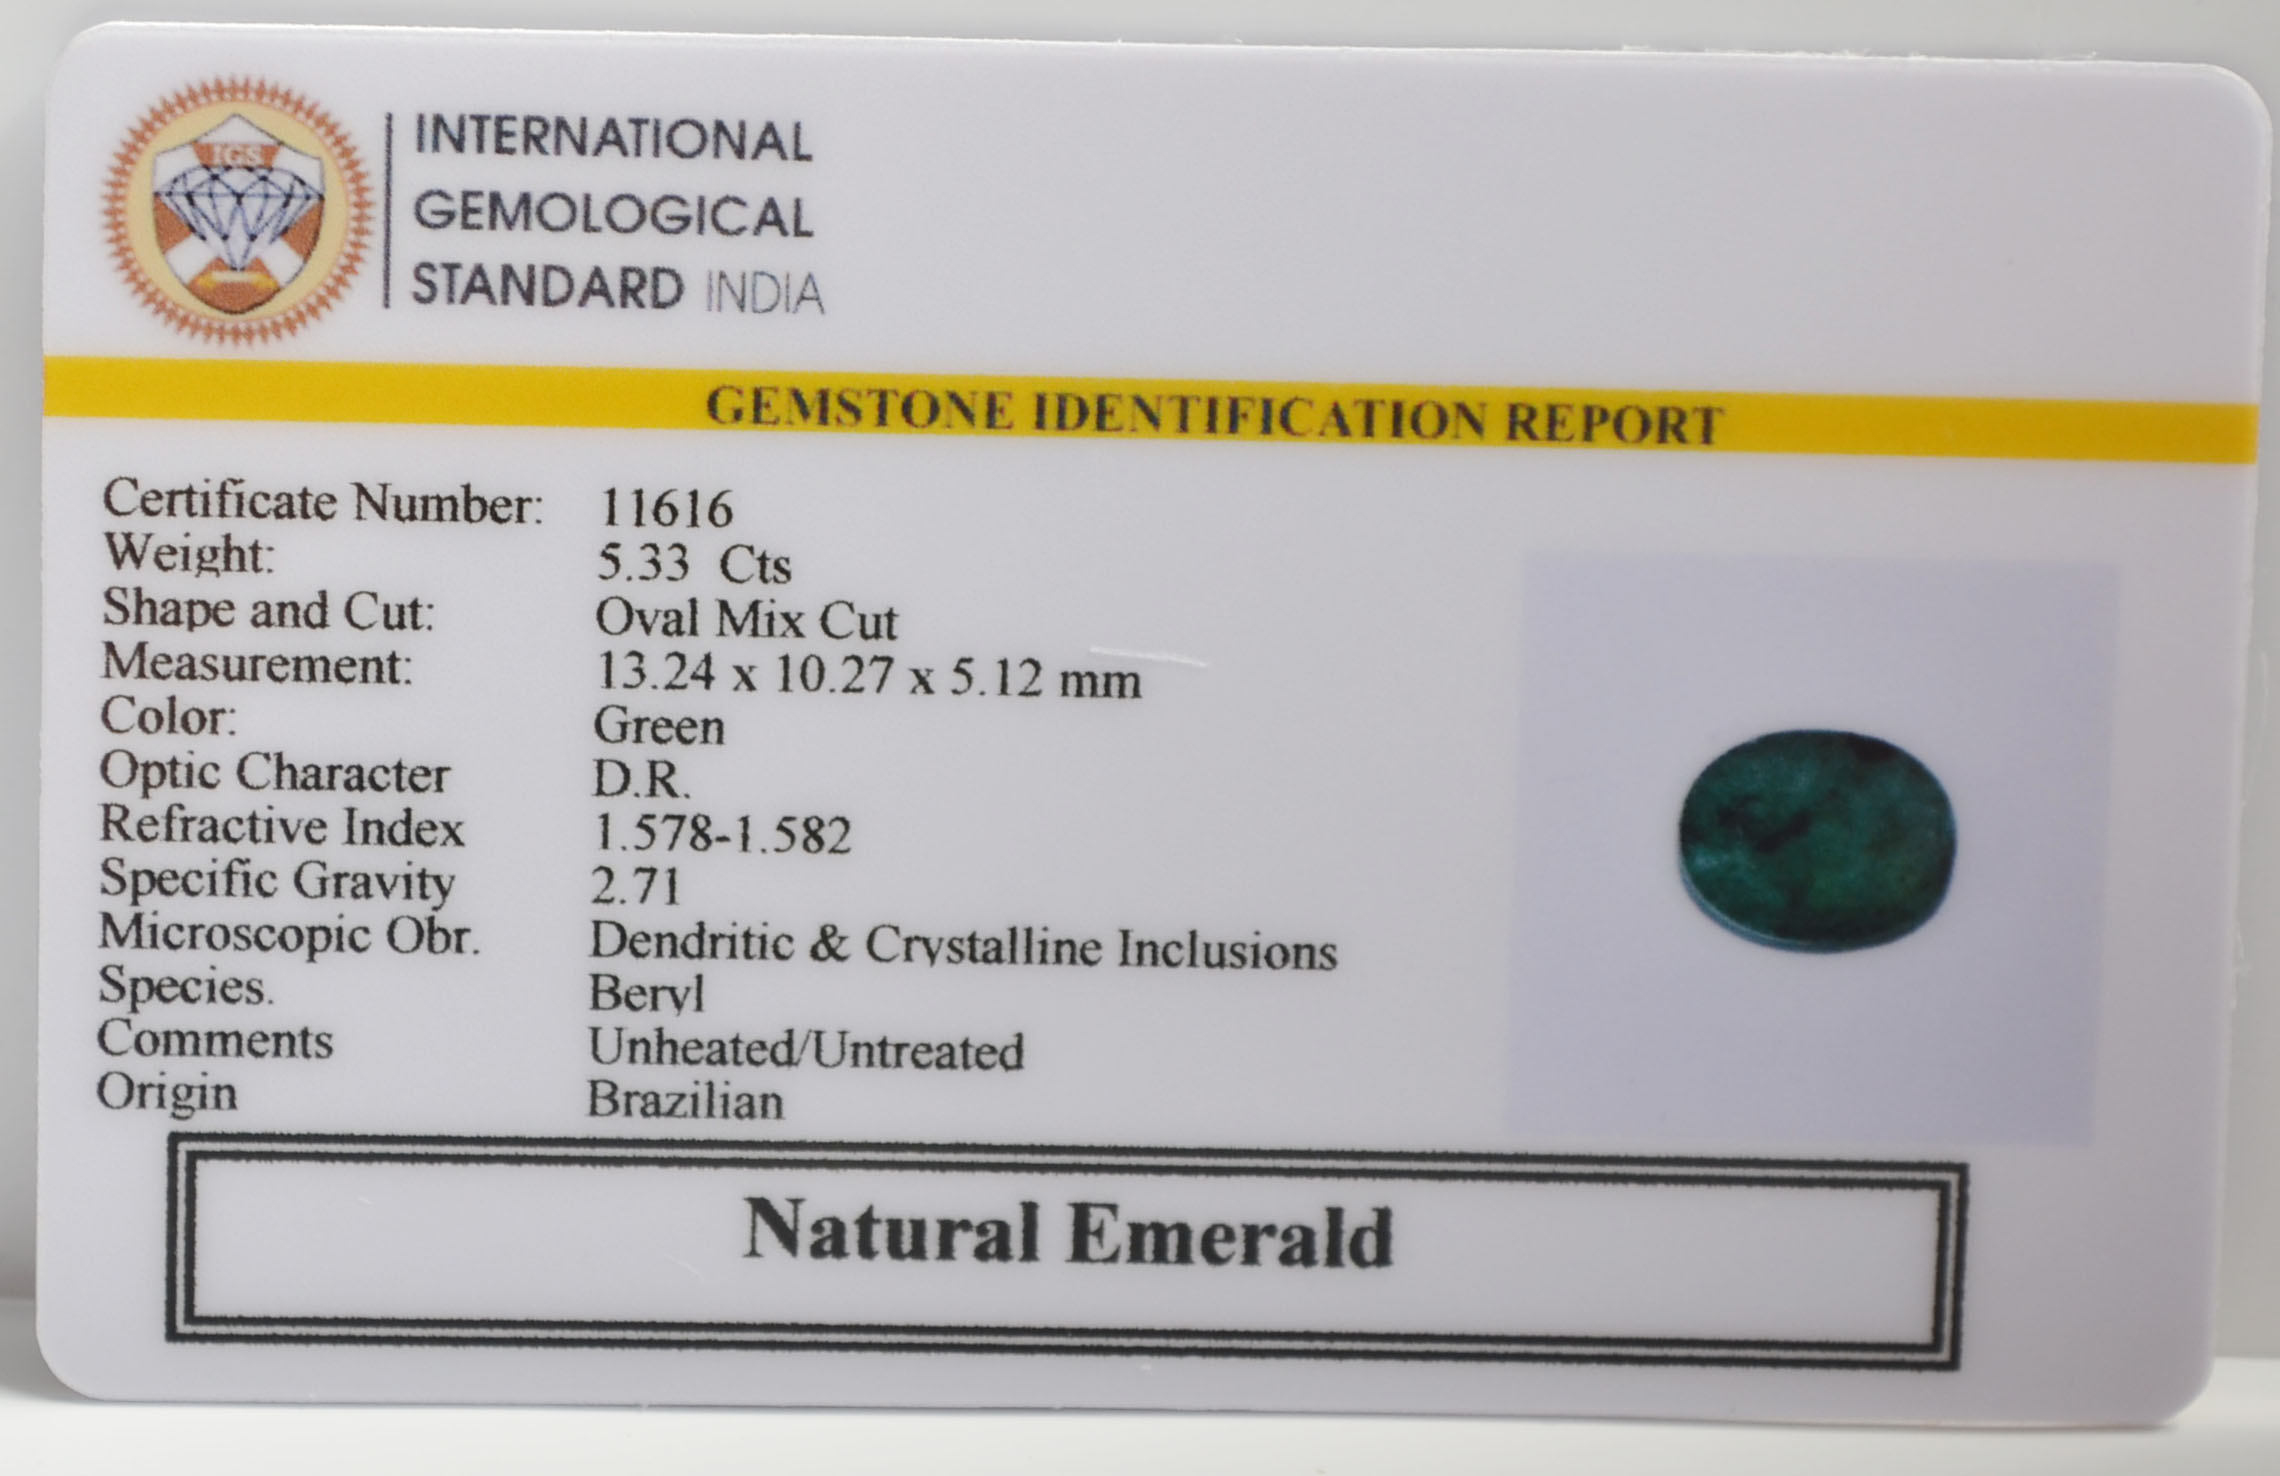 IGS
INTERNATIONAL
GEMOLOGICAL
STANDARD INDIA
GEMSTONE IDENTIFICATION REPORT
Certificate Number: 11616
Weight: 5.33 Cts
Shape and Cut: Oval Mix Cut
Measurement: 13.24 x 10.27 x 5.12 mm
Color: Green
Optic Character D.R.
Refractive Index 1.578-1.582
Specific Gravity 2.71
Microscopic Obr. Dendritic & Crystalline Inclusions
Species. Beryl
Comments Unheated/Untreated
Origin Brazilian
Natural Emerald